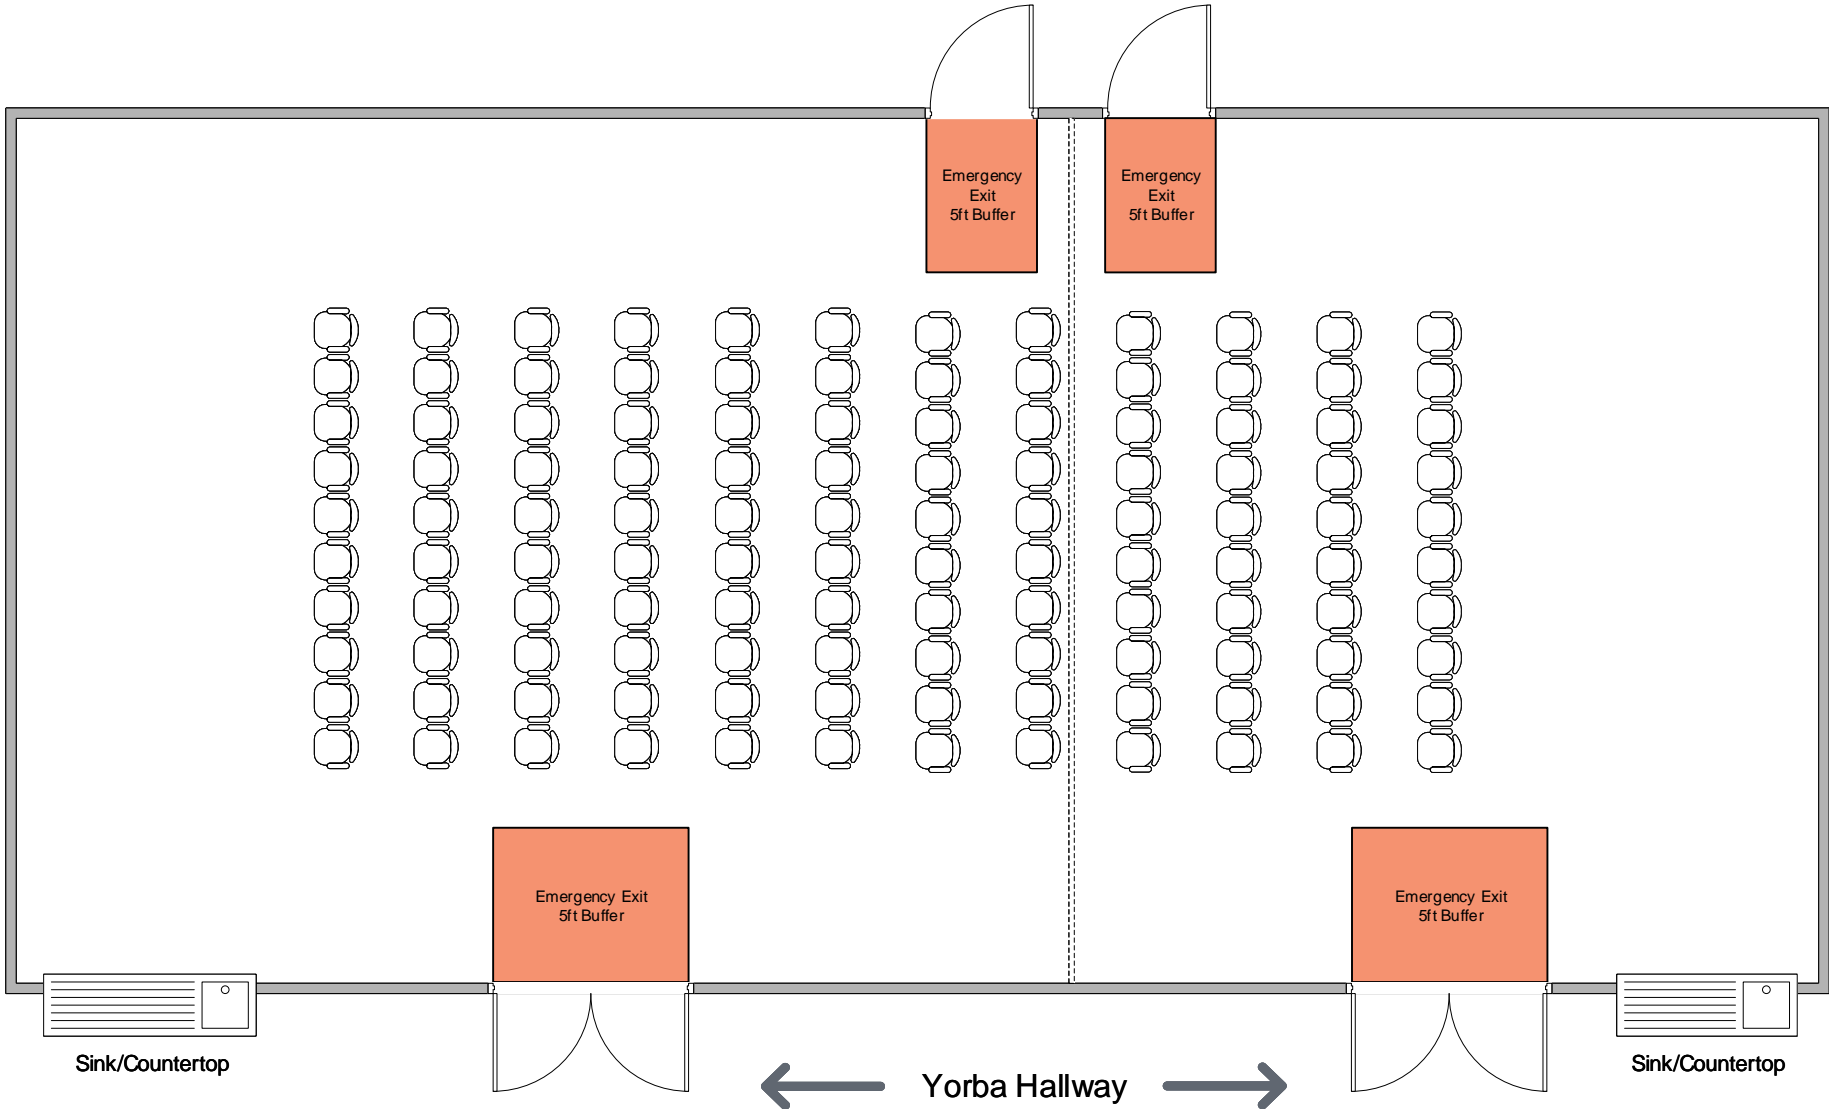 Emergency
Exit
5ft Buffer
Emergency
Exit
5ft Buffer
Emergency Exit
5ft Buffer
Emergency Exit
5ft Buffer
Sink/Countertop
Sink/Countertop
Yorba Hallway